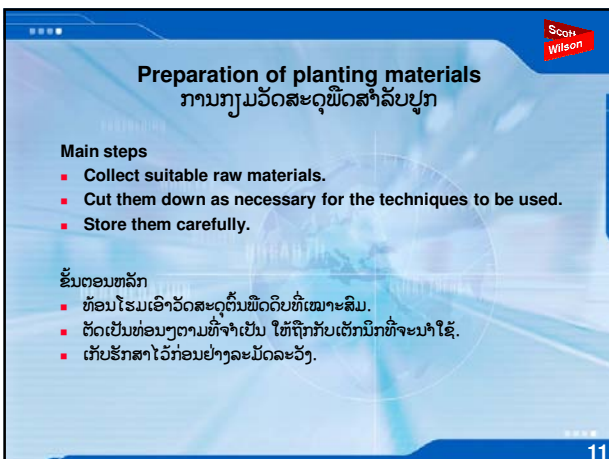 Scott
Wilson
Preparation of planting materials
ການກຽມວັດສະດຸພືດສຳລັບປູກ
Main steps
Collect suitable raw materials.
Cut them down as necessary for the techniques to be used.
Store them carefully.
ຂັ້ນຕອນຫລັກ
ທ້ອນໂຮມເອົາວັດສະດຸຕົ້ນພືດດິບທີ່ເໝາະສົມ.
ຕັດເປັນທ່ອນໆຕາມທີ່ຈຳເປັນ ໃຫ້ຖືກກັບເຕັກນິກທີ່ຈະນຳໃຊ້.
ເກັບຮັກສາໄວ້ກ່ອນຢ່າງລະມັດລະວັງ.
11